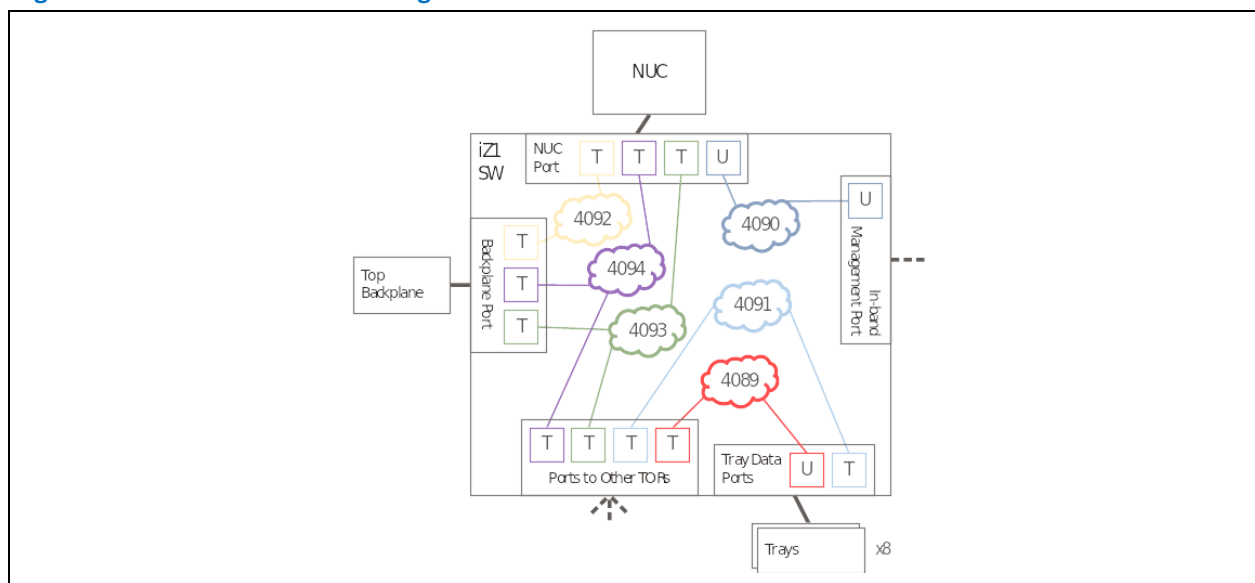 NUC
iZ1
SW
NUC
Port
T
T
T
U
U
In-band
Management Port
4092
4090
4094
4091
4093
4089
Top
Backplane
Backplane Port
T
T
T
T
T
T
T
Ports to Other TORs
Tray Data
Ports
U
T
Trays
x8